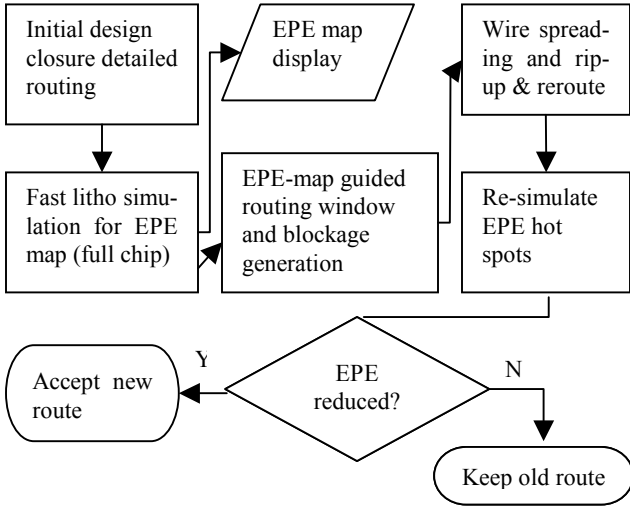 Initial design
closure detailed
routing
EPE map
display
Wire spread-
ing and rip-
up & reroute
Fast litho simu-
lation for EPE
map (full chip)
EPE-map guided
routing window
and blockage
generation
Re-simulate
EPE hot
spots
Y
EPE
reduced?
N
Accept new
route
Keep old route